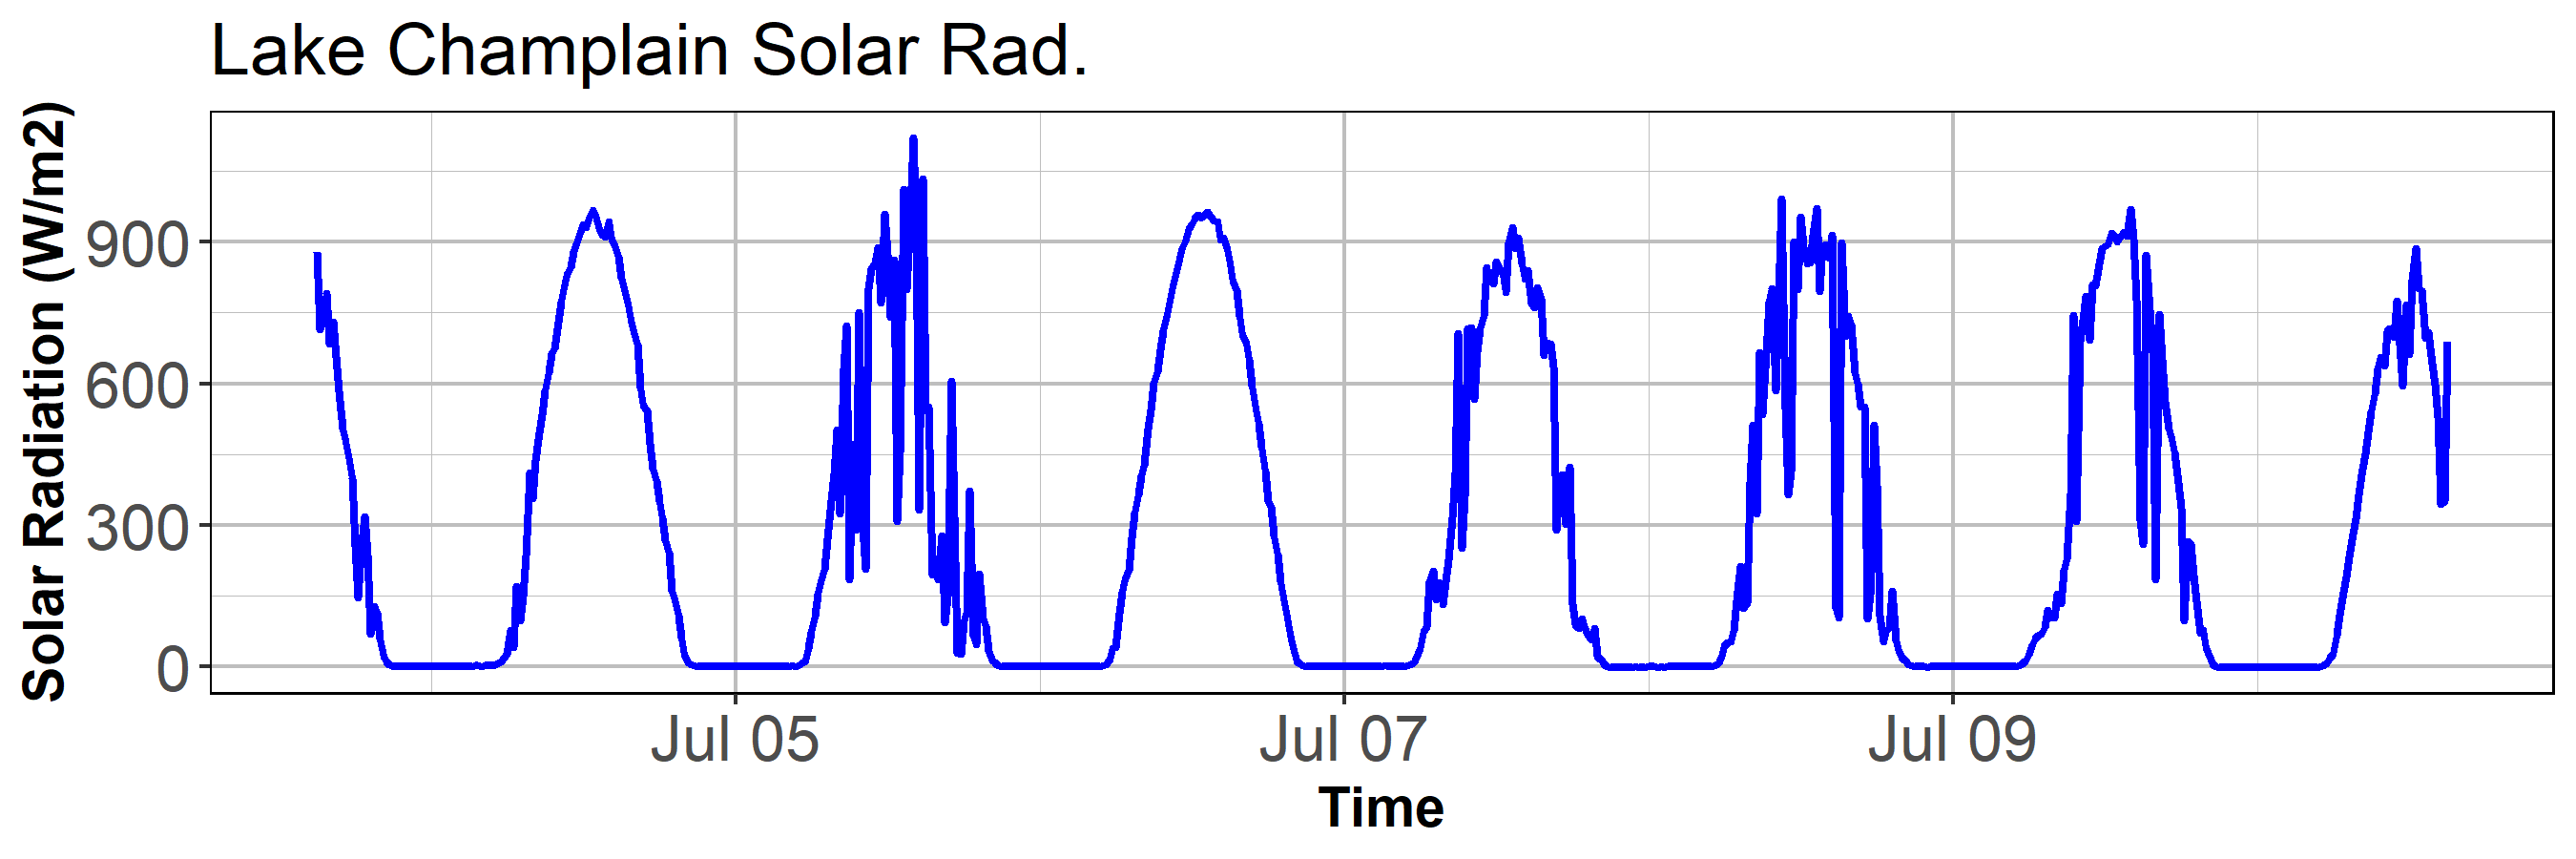 Lake Champlain Solar Rad.
Solar Radiation (W/m2)
900
600
300
0
Jul 05 Jul 07 Jul 09
Time